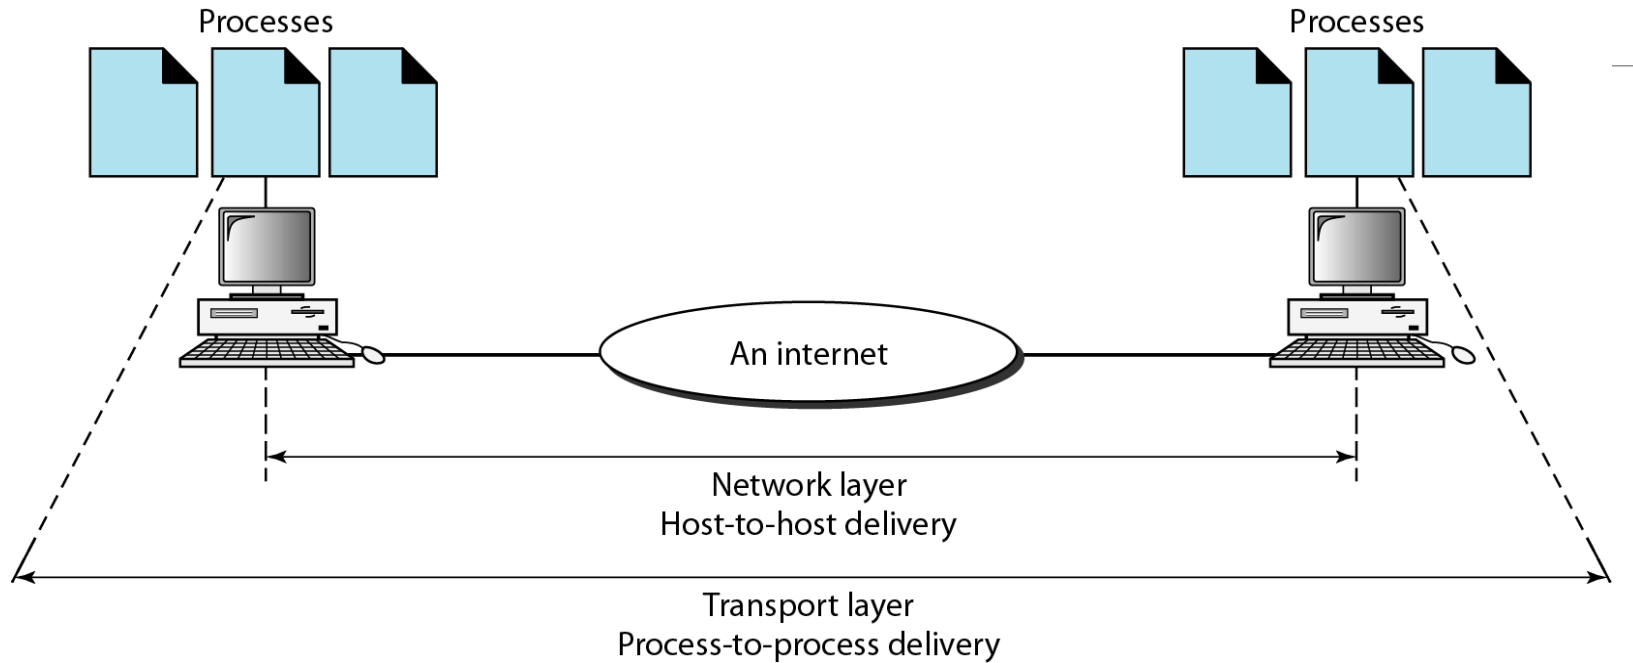 Processes
Processes
An internet
Network layer
Host-to-host delivery
Transport layer
Process-to-process delivery